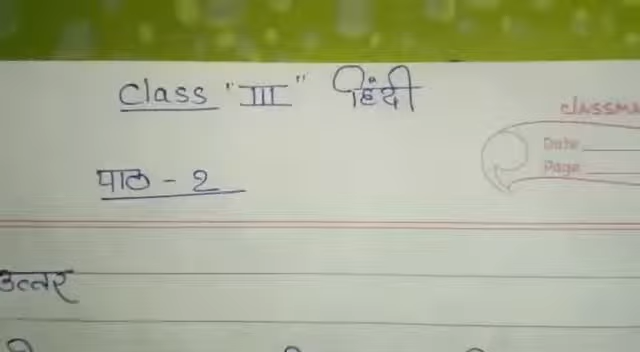 Class "III" हिंदी
classma
Date
Page
पाठ - 2
उत्तर